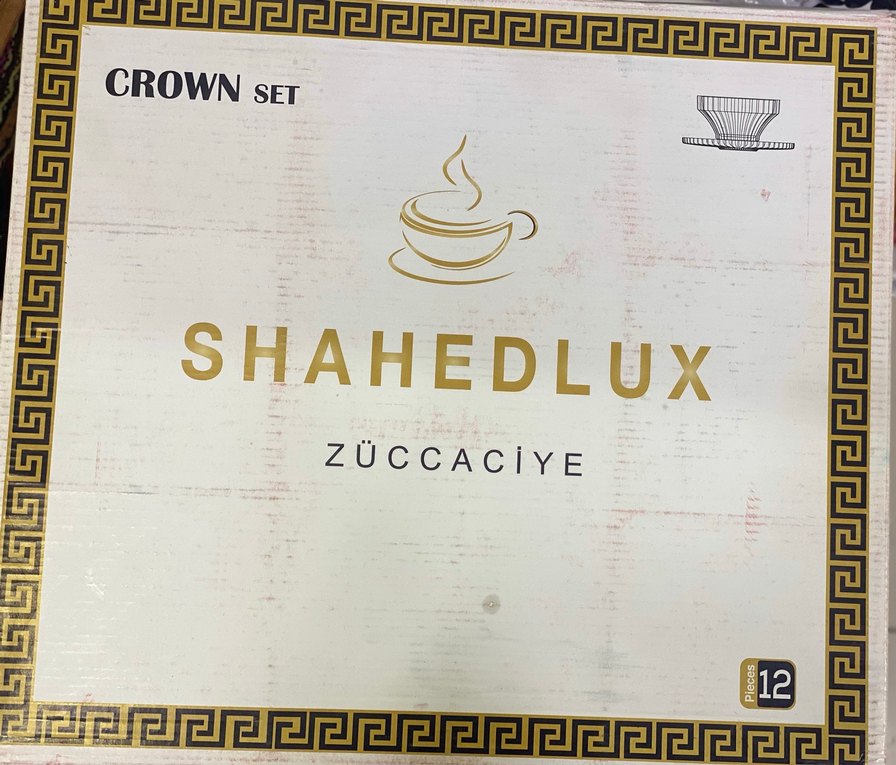 CROWN SET
SHAHEDLUX
ZÜCCACİYE
Pieces 12